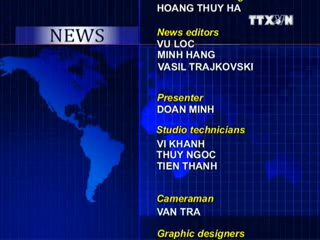 HOANG THUY HA
TTXVN
NEWS
News editors
VU LOC
MINH HANG
VASIL TRAJKOVSKI
Presenter
DOAN MINH
Studio technicians
VI KHANH
THUY NGOC
TIEN THANH
Cameraman
VAN TRA
Graphic designers